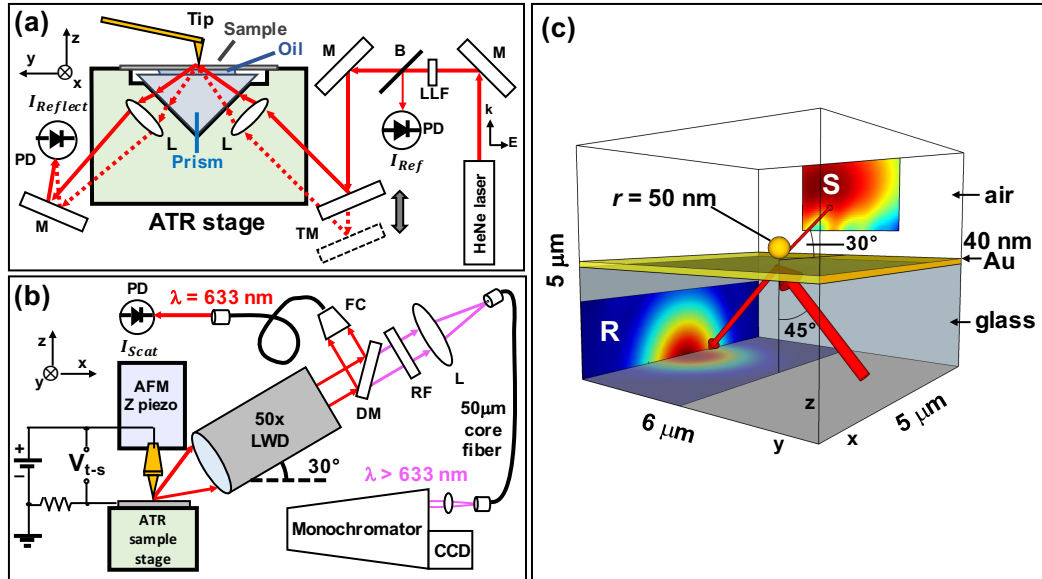 (a)
Tip
Sample
Oil
z
y
x
I_Reflect
PD
M
L
L
Prism
ATR stage
M
B
M
LLF
PD
I_Ref
k
E
TM
HeNe laser
(b)
PD
λ = 633 nm
FC
I_Scat
z
y
x
AFM
Z piezo
50x
LWD
DM
RF
L
50μm
core
fiber
30°
+
−
V_t-s
λ > 633 nm
ATR
sample
stage
Monochromator
CCD
(c)
S
r = 50 nm
30°
air
40 nm
Au
5 μm
R
45°
glass
z
y
x
6 μm
5 μm